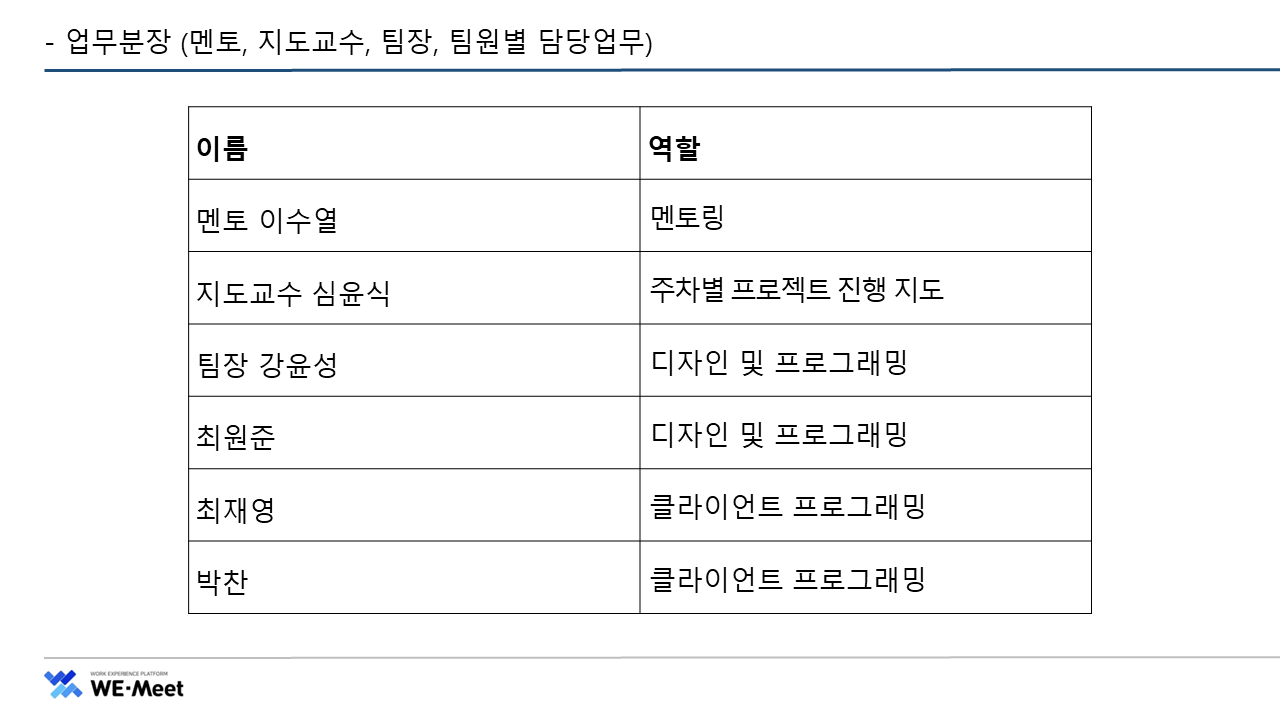 - 업무분장 (멘토, 지도교수, 팀장, 팀원별 담당업무)
이름 역할
멘토 이수열 멘토링
지도교수 심윤식 주차별 프로젝트 진행 지도
팀장 강윤성 디자인 및 프로그래밍
최원준 디자인 및 프로그래밍
최재영 클라이언트 프로그래밍
박찬 클라이언트 프로그래밍
WORK EXPERIENCE PLATFORM
WE-Meet